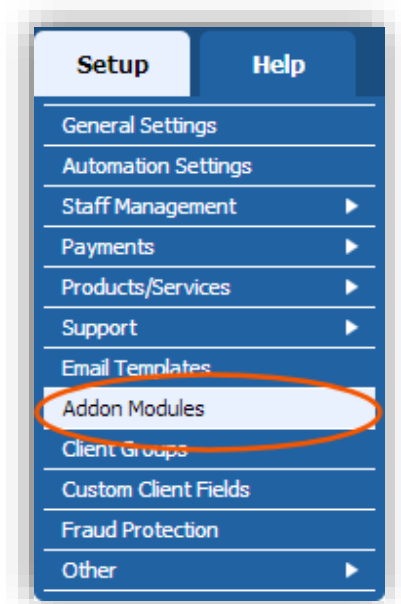 Setup Help
General Settings
Automation Settings
Staff Management
Payments
Products/Services
Support
Email Templates
Addon Modules
Client Groups
Custom Client Fields
Fraud Protection
Other